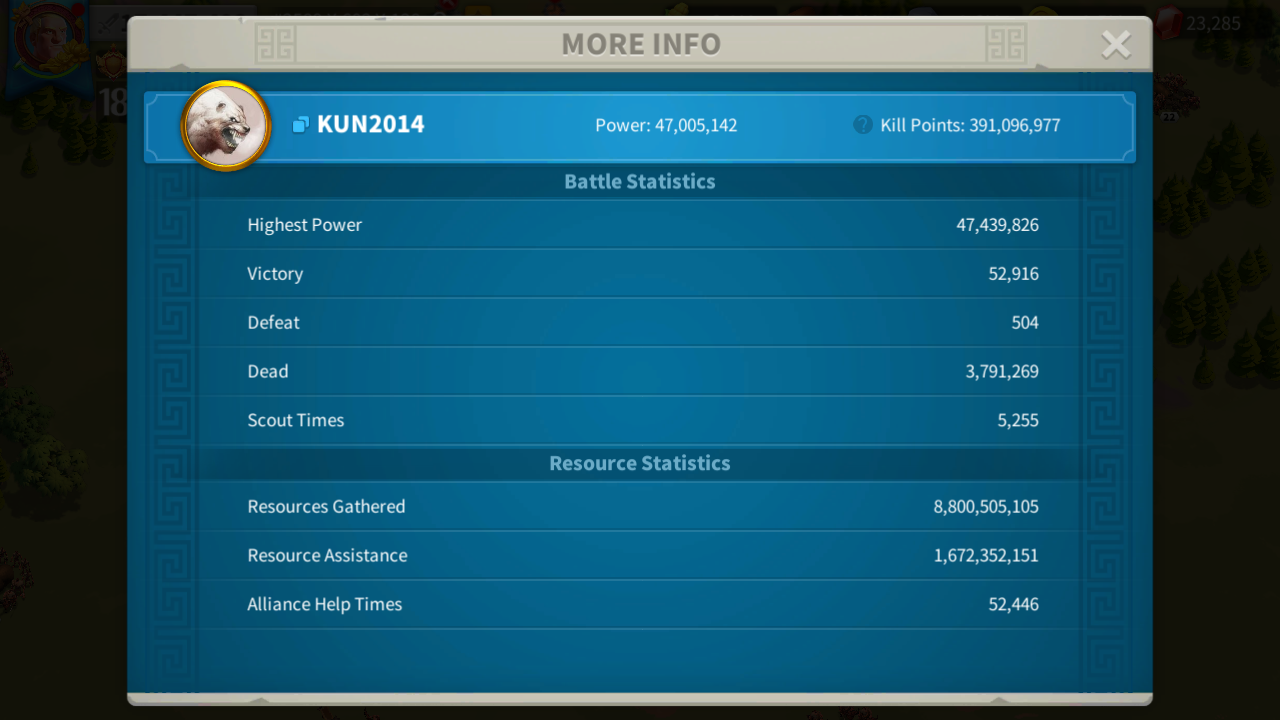 23,285
MORE INFO
18
KUN2014
Power: 47,005,142
? Kill Points: 391,096,977
22
Battle Statistics
Highest Power 47,439,826
Victory 52,916
Defeat 504
Dead 3,791,269
Scout Times 5,255
Resource Statistics
Resources Gathered 8,800,505,105
Resource Assistance 1,672,352,151
Alliance Help Times 52,446